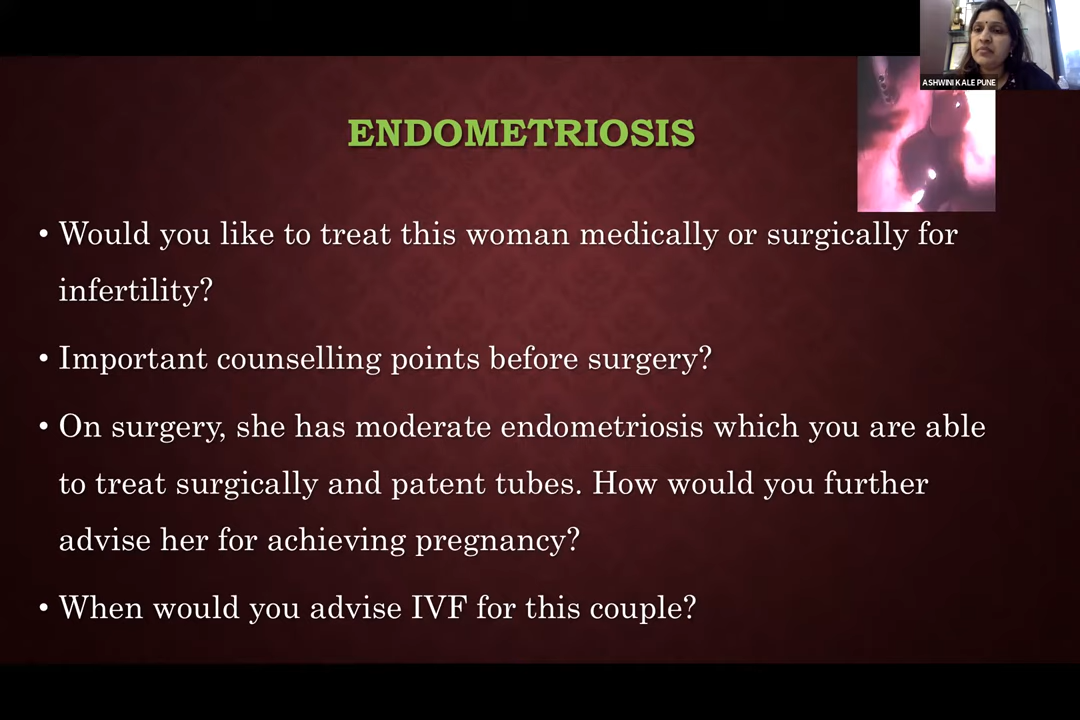 ASHWINI KALE PUNE
ENDOMETRIOSIS
• Would you like to treat this woman medically or surgically for
infertility?
• Important counselling points before surgery?
• On surgery, she has moderate endometriosis which you are able
to treat surgically and patent tubes. How would you further
advise her for achieving pregnancy?
• When would you advise IVF for this couple?